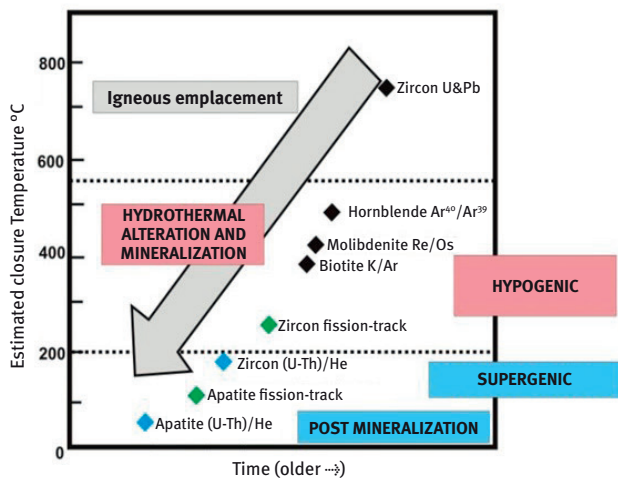 Estimated closure Temperature ºC
800
600
400
200
0
Igneous emplacement
Zircon U&Pb
HYDROTHERMAL
ALTERATION AND
MINERALIZATION
Hornblende Ar⁴⁰/Ar³⁹
Molibdenite Re/Os
Biotite K/Ar
HYPOGENIC
Zircon fission-track
Zircon (U-Th)/He
SUPERGENIC
Apatite fission-track
Apatite (U-Th)/He
POST MINERALIZATION
Time (older ···>)